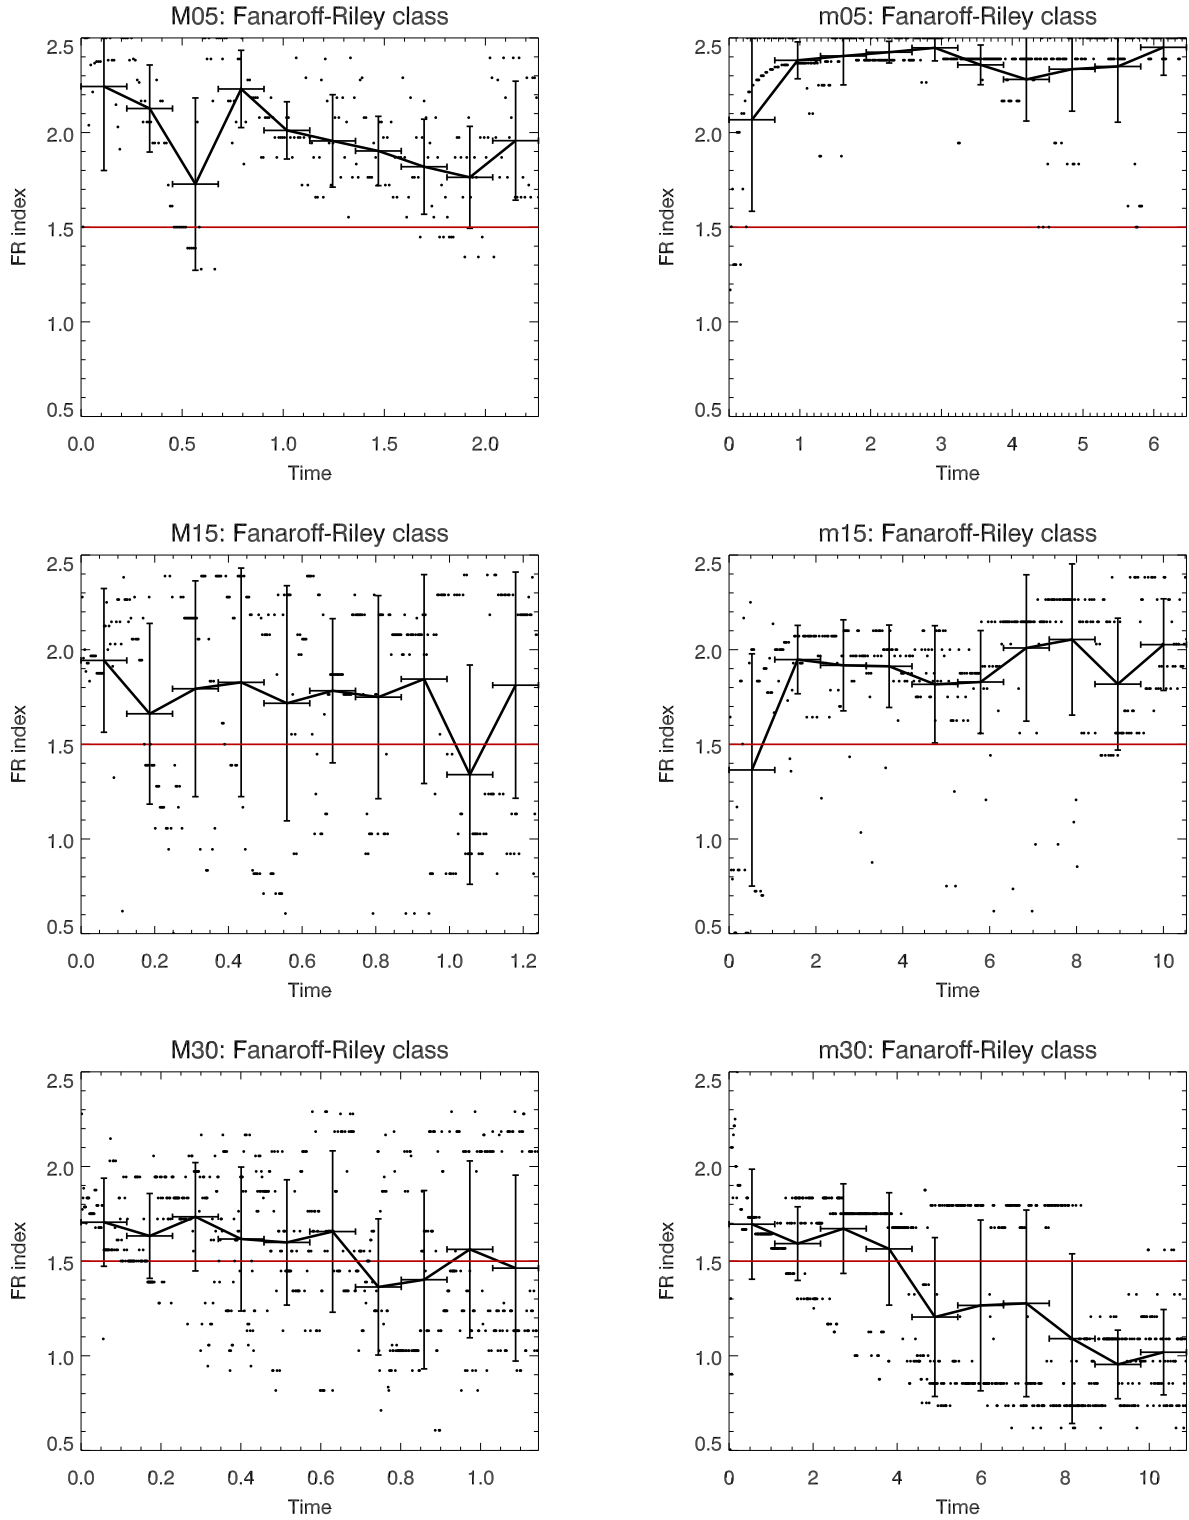 M05: Fanaroff-Riley class
2.5
2.0
1.5
1.0
0.5
FR index
0.0 0.5 1.0 1.5 2.0
Time
m05: Fanaroff-Riley class
2.5
2.0
1.5
1.0
0.5
FR index
0 1 2 3 4 5 6
Time
M15: Fanaroff-Riley class
2.5
2.0
1.5
1.0
0.5
FR index
0.0 0.2 0.4 0.6 0.8 1.0 1.2
Time
m15: Fanaroff-Riley class
2.5
2.0
1.5
1.0
0.5
FR index
0 2 4 6 8 10
Time
M30: Fanaroff-Riley class
2.5
2.0
1.5
1.0
0.5
FR index
0.0 0.2 0.4 0.6 0.8 1.0
Time
m30: Fanaroff-Riley class
2.5
2.0
1.5
1.0
0.5
FR index
0 2 4 6 8 10
Time